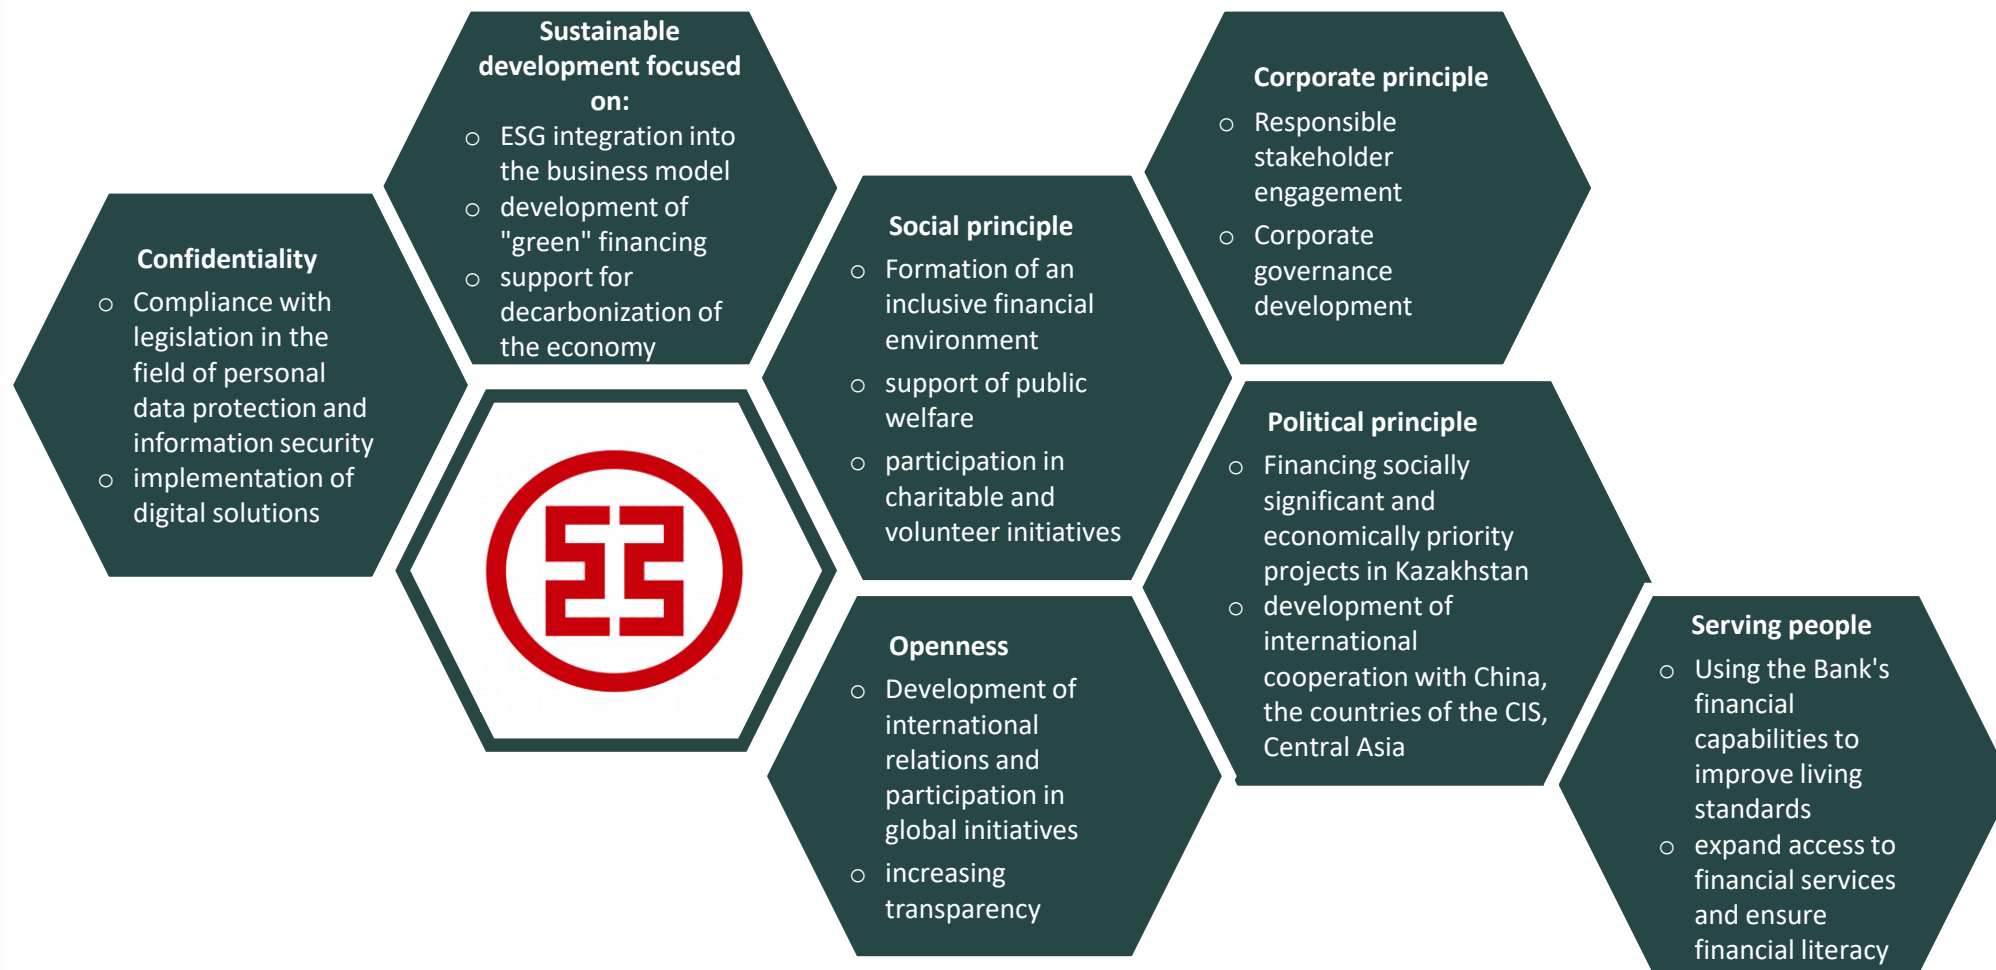 Sustainable
development focused
on:
o ESG integration into
the business model
o development of
"green" financing
o support for
decarbonization of
the economy
Corporate principle
o Responsible
stakeholder
engagement
o Corporate
governance
development
Confidentiality
o Compliance with
legislation in the
field of personal
data protection and
information security
o implementation of
digital solutions
Social principle
o Formation of an
inclusive financial
environment
o support of public
welfare
o participation in
charitable and
volunteer initiatives
Political principle
o Financing socially
significant and
economically priority
projects in Kazakhstan
o development of
international
cooperation with China,
the countries of the CIS,
Central Asia
Openness
o Development of
international
relations and
participation in
global initiatives
o increasing
transparency
Serving people
o Using the Bank's
financial
capabilities to
improve living
standards
o expand access to
financial services
and ensure
financial literacy